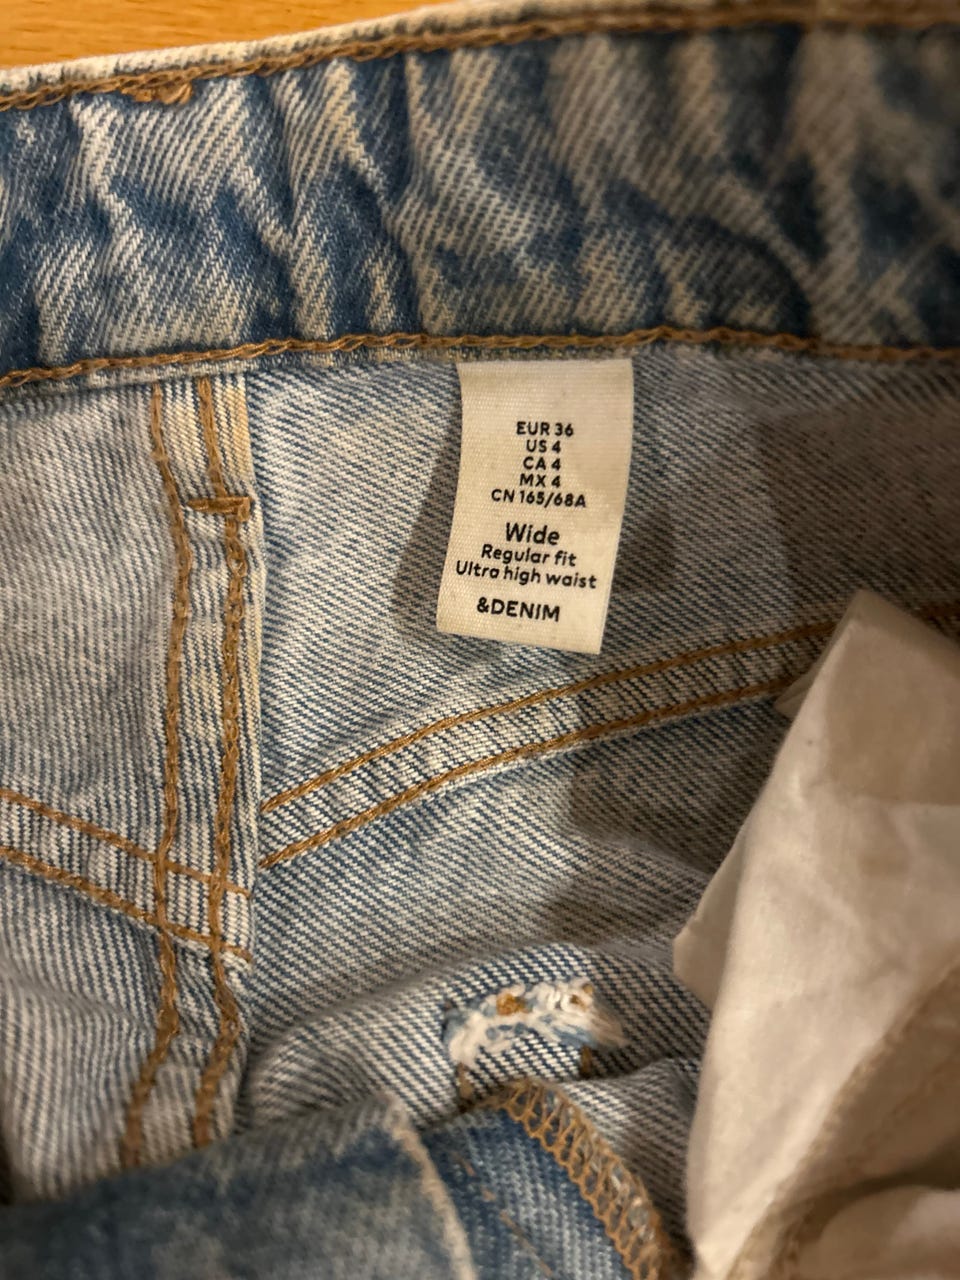 EUR 36
US 4
CA 4
MX 4
CN 165/68A
Wide
Regular fit
Ultra high waist
&DENIM